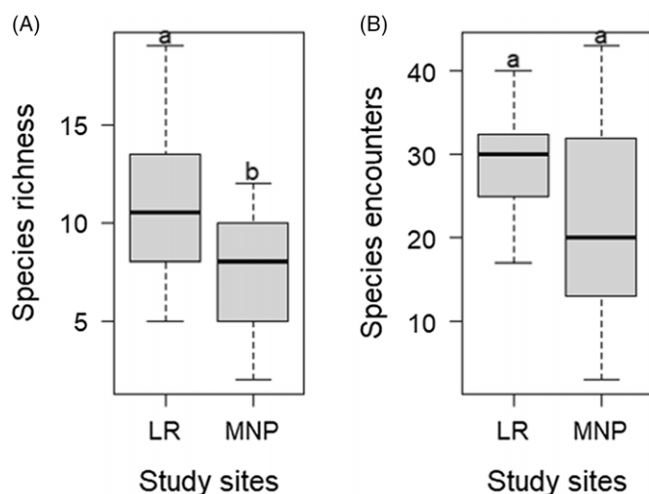 (A)
Species richness
15
10
5
a
b
LR MNP
Study sites
(B)
Species encounters
40
30
20
10
a a
LR MNP
Study sites